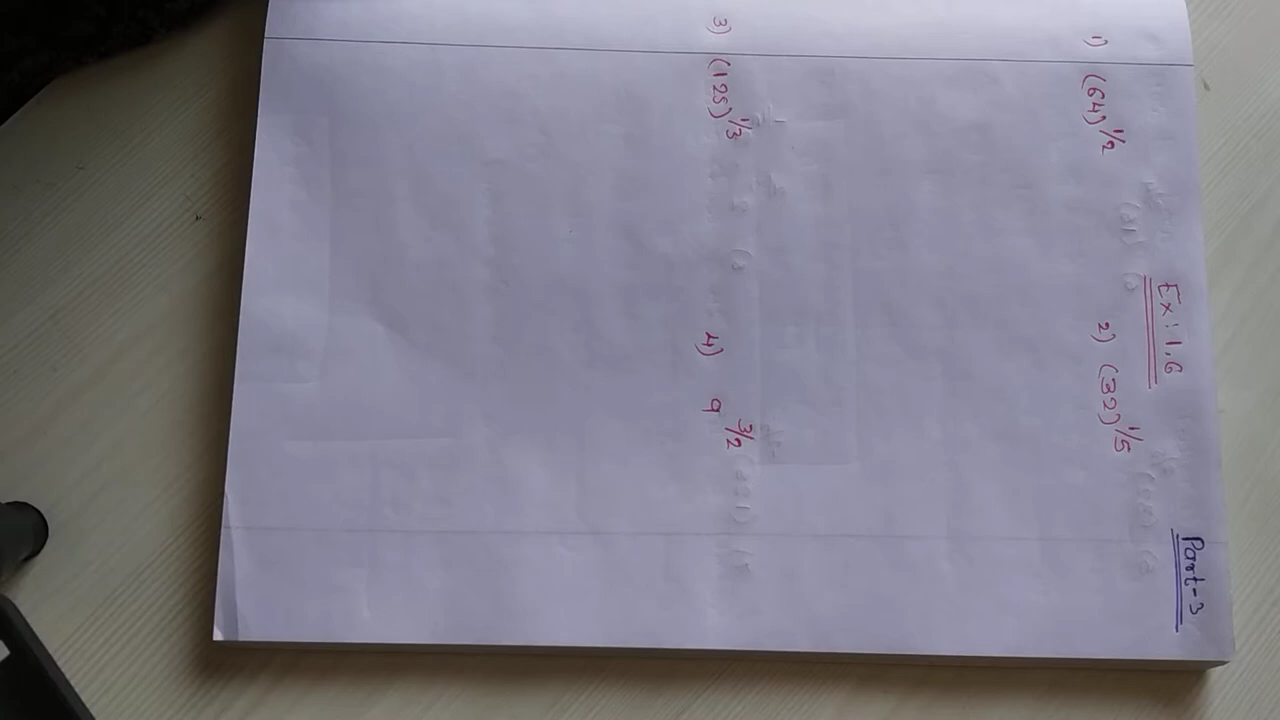 Part-3
Ex: 1.6
1) (64)^1/2 2) (32)^1/5
3) (125)^1/3 4) 9^3/2